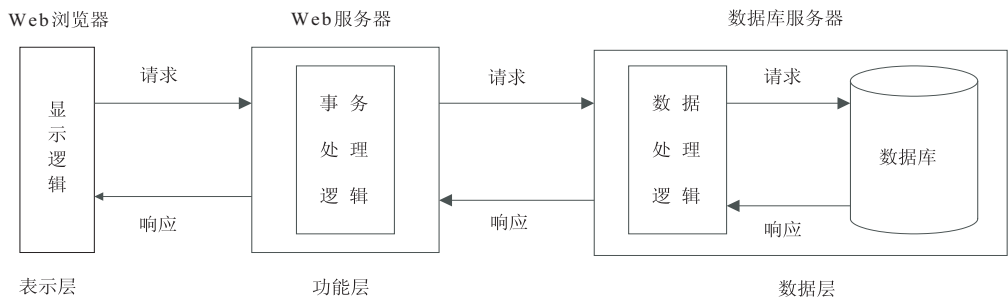 Web浏览器
Web服务器
数据库服务器
请求
请求
请求
显示逻辑
事务
处理
逻辑
数据
处理
逻辑
数据库
响应
响应
响应
表示层
功能层
数据层